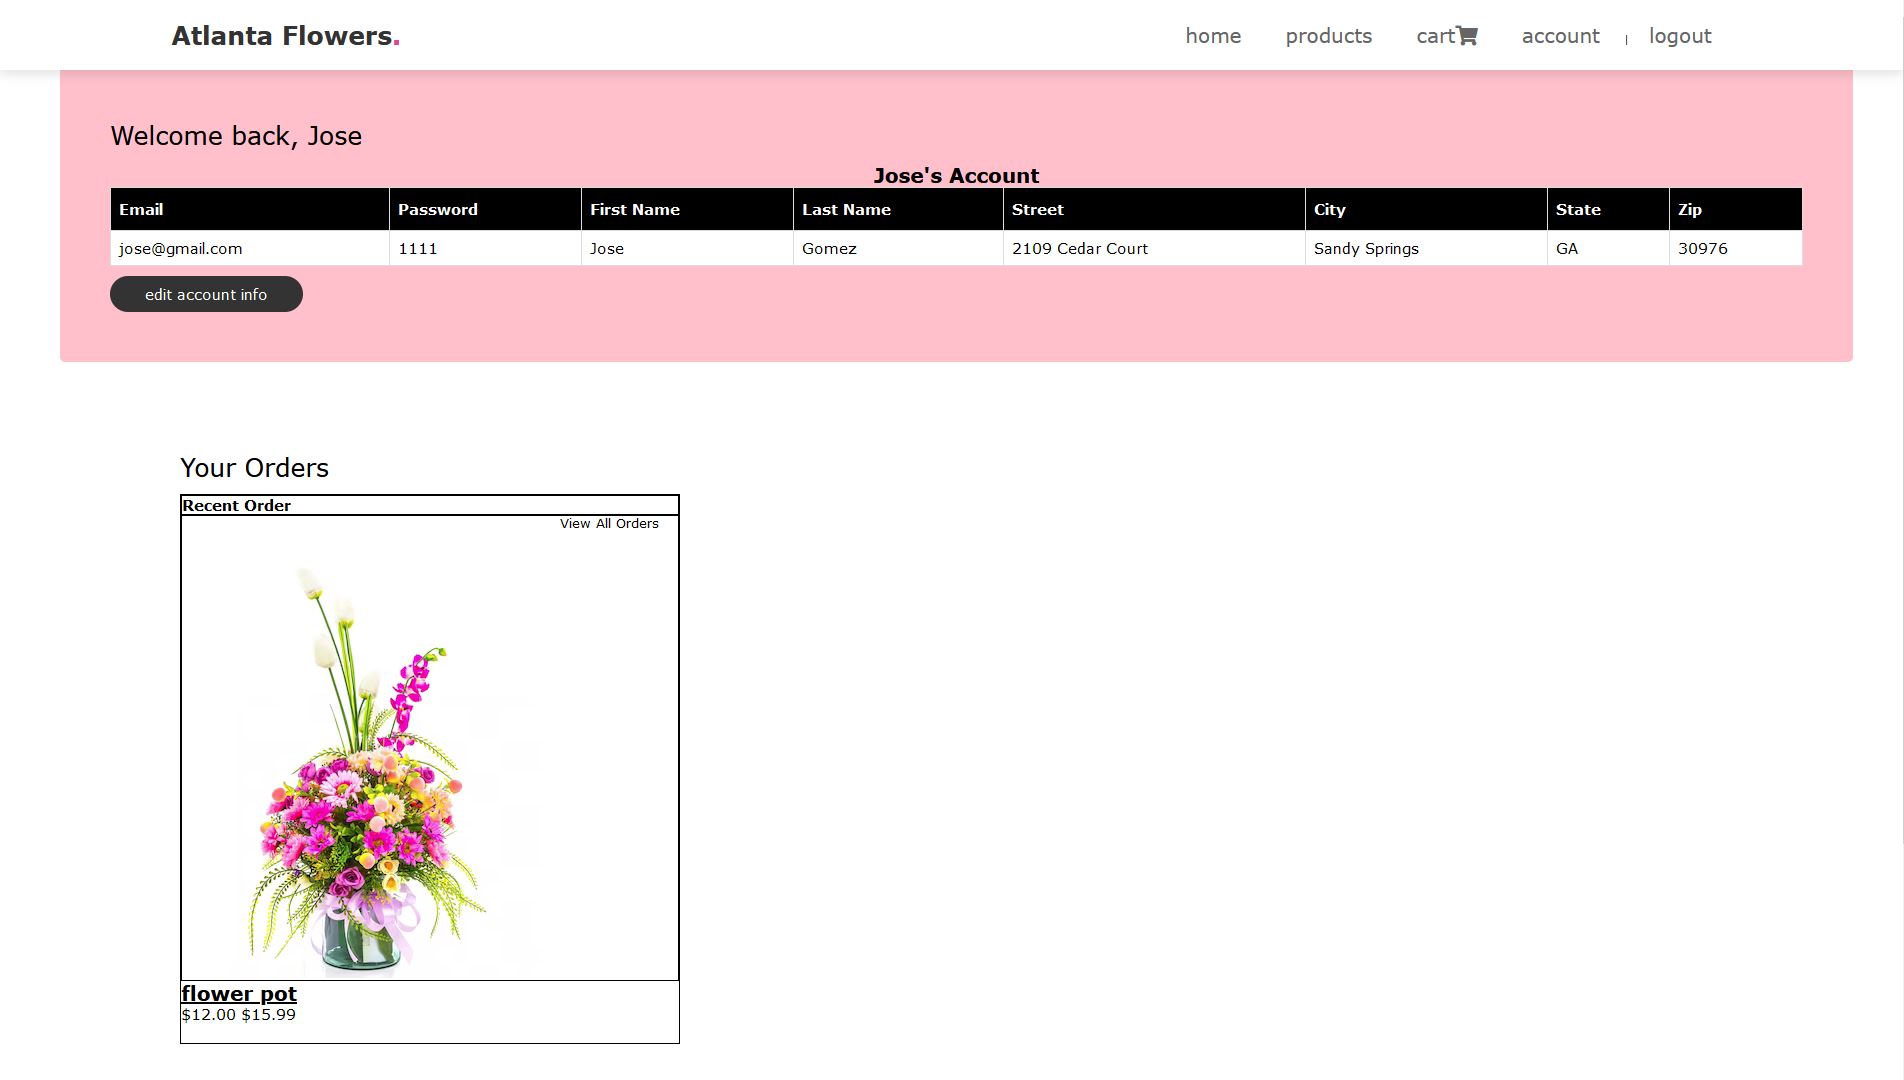 Atlanta Flowers.
home products cart account | logout
Welcome back, Jose
Jose's Account
Email Password First Name Last Name Street City State Zip
jose@gmail.com 1111 Jose Gomez 2109 Cedar Court Sandy Springs GA 30976
edit account info
Your Orders
Recent Order
View All Orders
flower pot
$12.00 $15.99